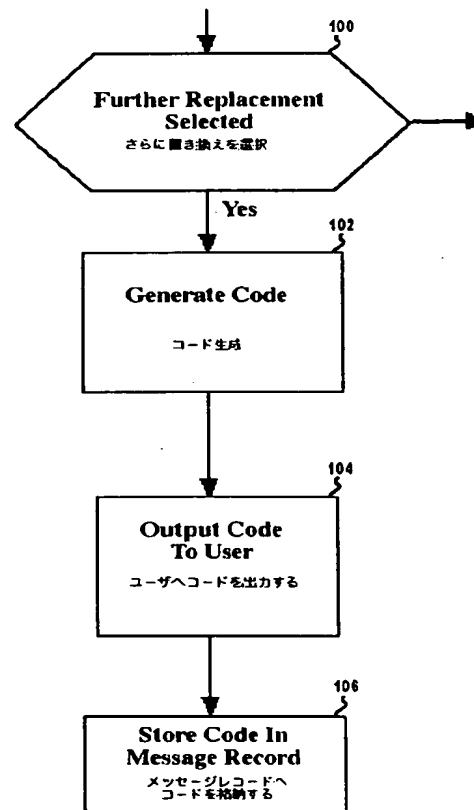 100
Further Replacement
Selected
さらに置き換えを選択
Yes
102
Generate Code
コード生成
104
Output Code
To User
ユーザへコードを出力する
106
Store Code In
Message Record
メッセージレコードへ
コードを格納する